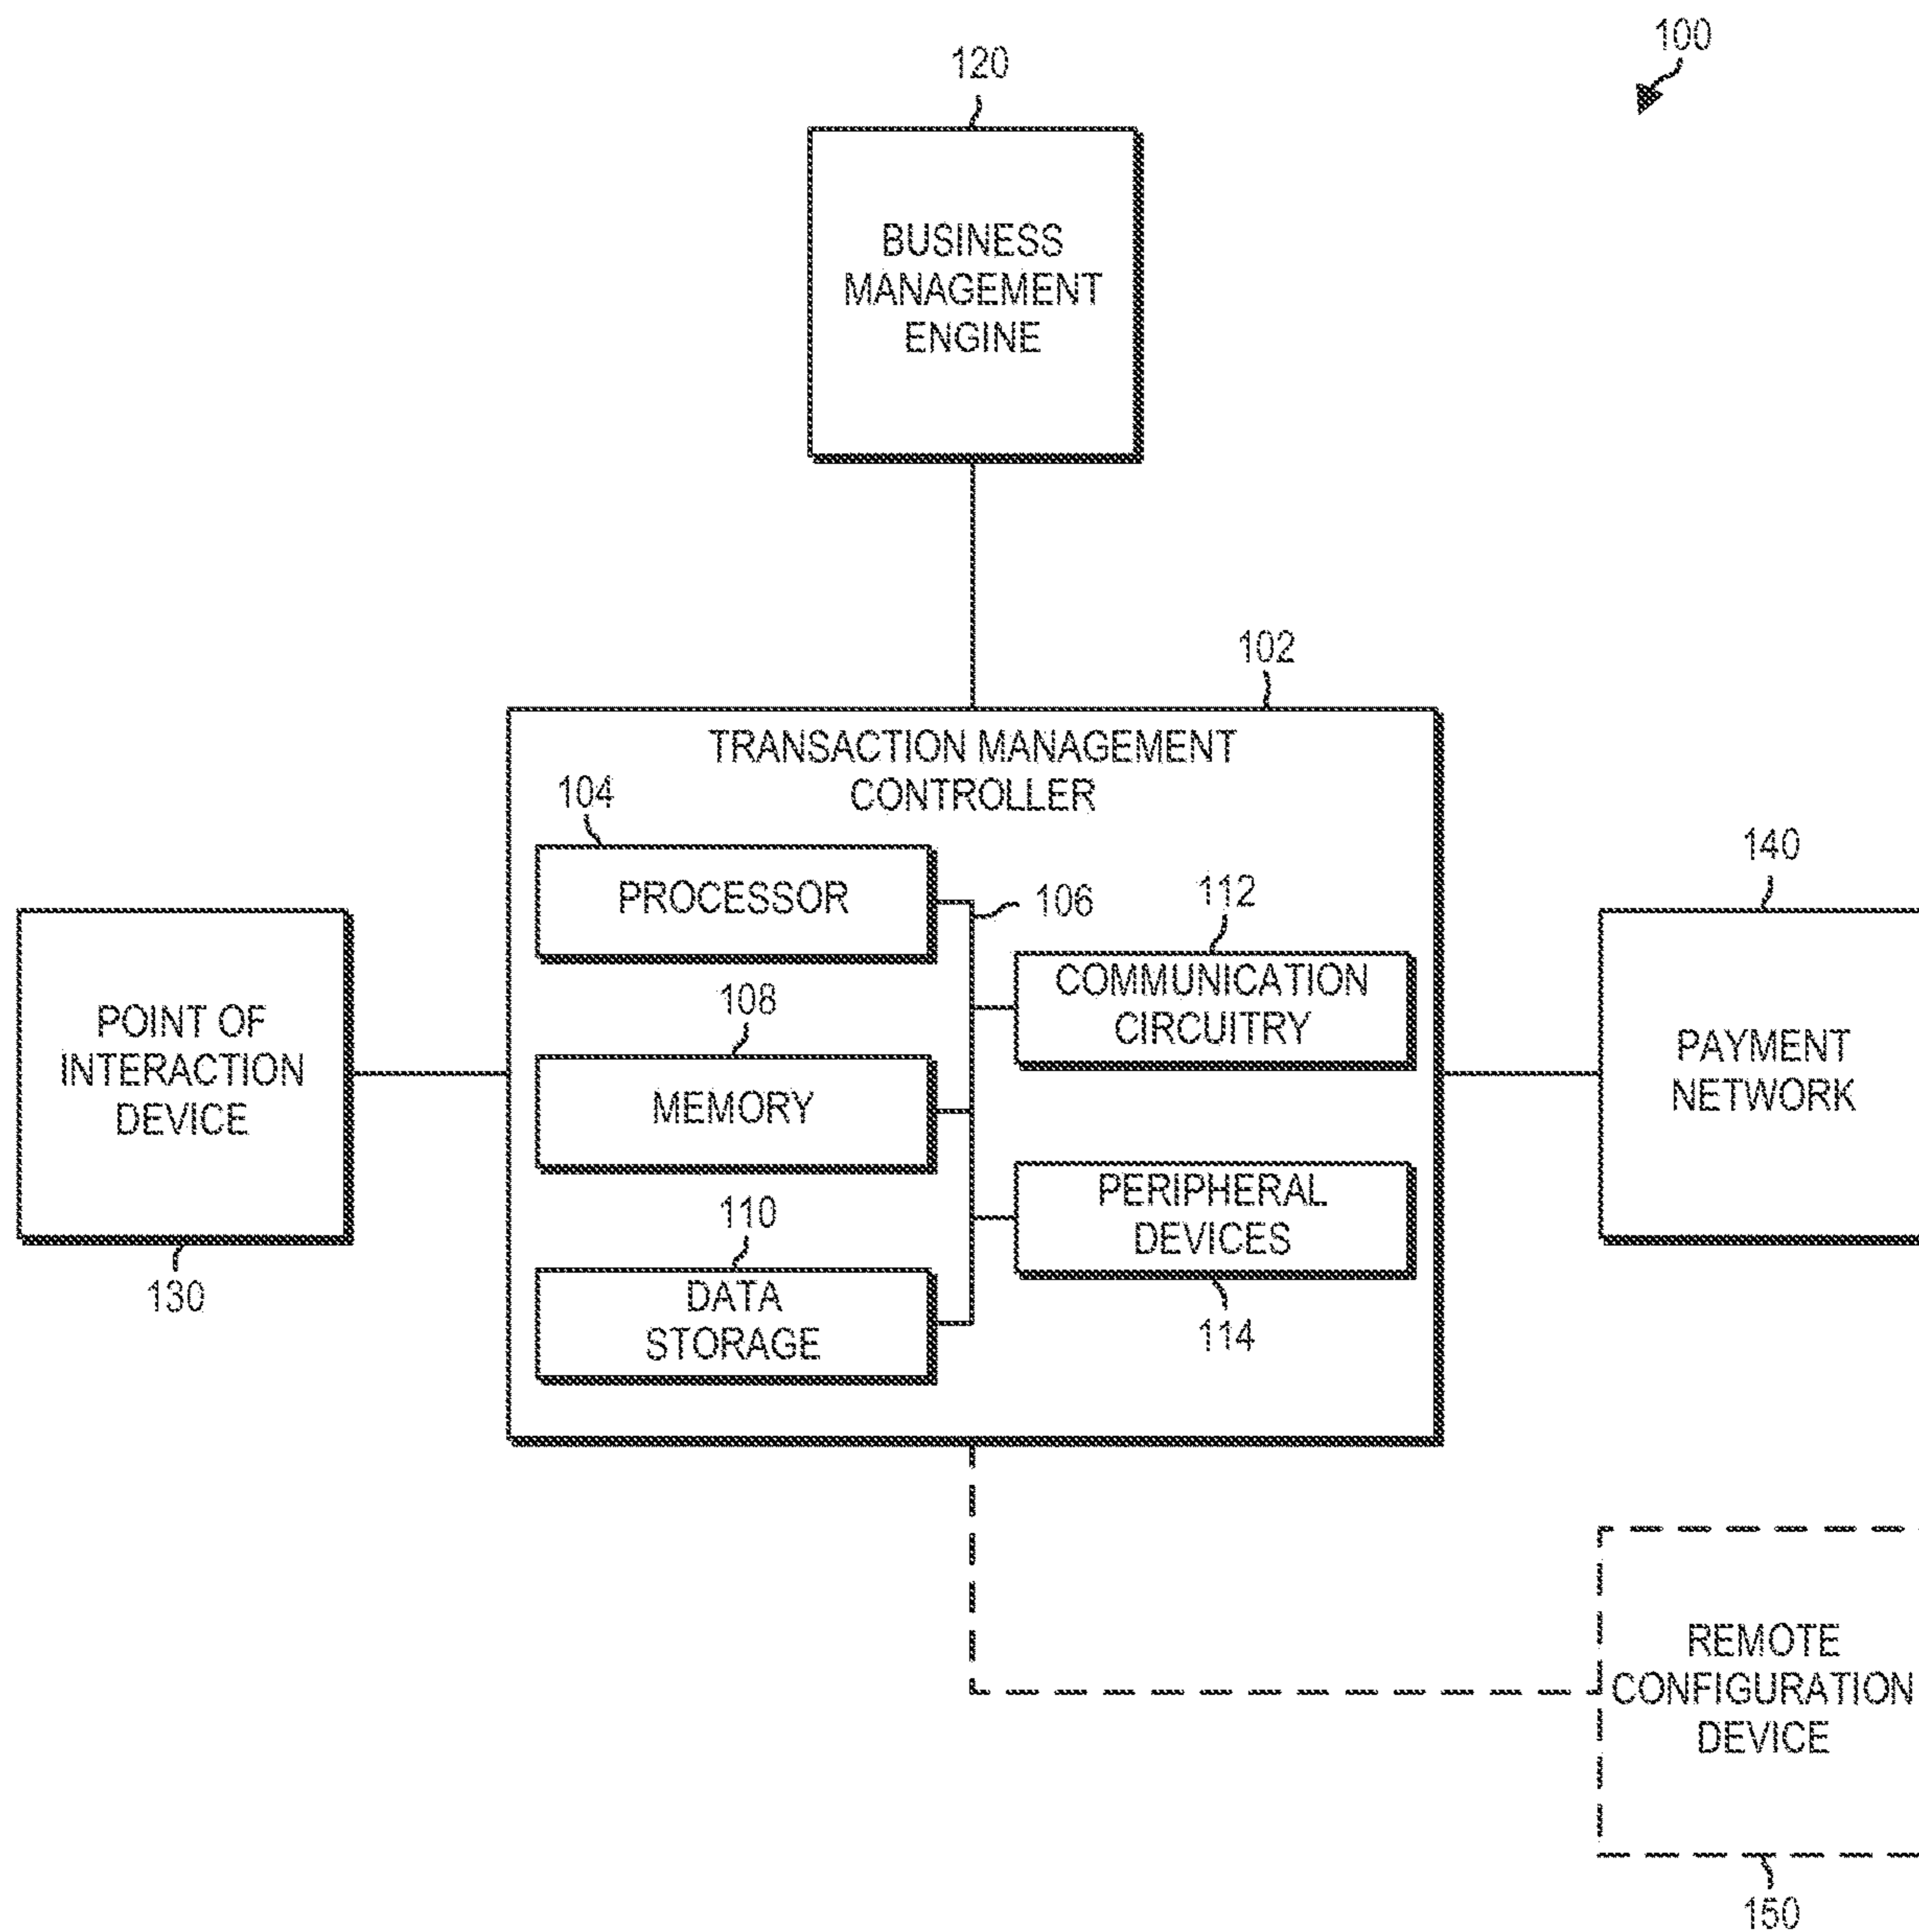 100
120
BUSINESS
MANAGEMENT
ENGINE
102
TRANSACTION MANAGEMENT
CONTROLLER
104
PROCESSOR
106
108
MEMORY
110
DATA
STORAGE
112
COMMUNICATION
CIRCUITRY
PERIPHERAL
DEVICES
114
POINT OF
INTERACTION
DEVICE
130
140
PAYMENT
NETWORK
REMOTE
CONFIGURATION
DEVICE
150